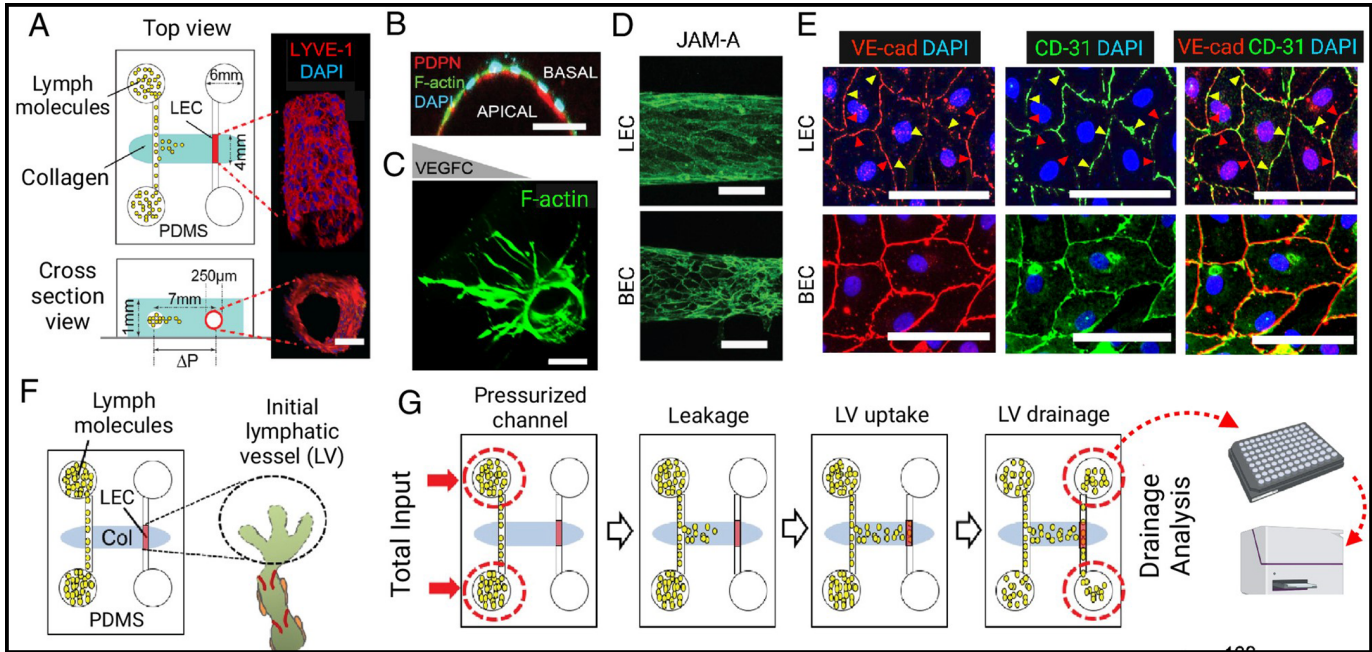 A
Top view
Lymph
molecules
LEC
6mm
4mm
Collagen
PDMS
LYVE-1
DAPI
Cross
section
view
250μm
7mm
1mm
ΔP
B
PDPN
F-actin
DAPI
BASAL
APICAL
C
VEGFC
F-actin
D
JAM-A
LEC
BEC
E
VE-cad DAPI
CD-31 DAPI
VE-cad CD-31 DAPI
LEC
BEC
F
Lymph
molecules
LEC
Col
PDMS
Initial
lymphatic
vessel (LV)
G
Total Input
Pressurized
channel
Leakage
LV uptake
LV drainage
Drainage
Analysis